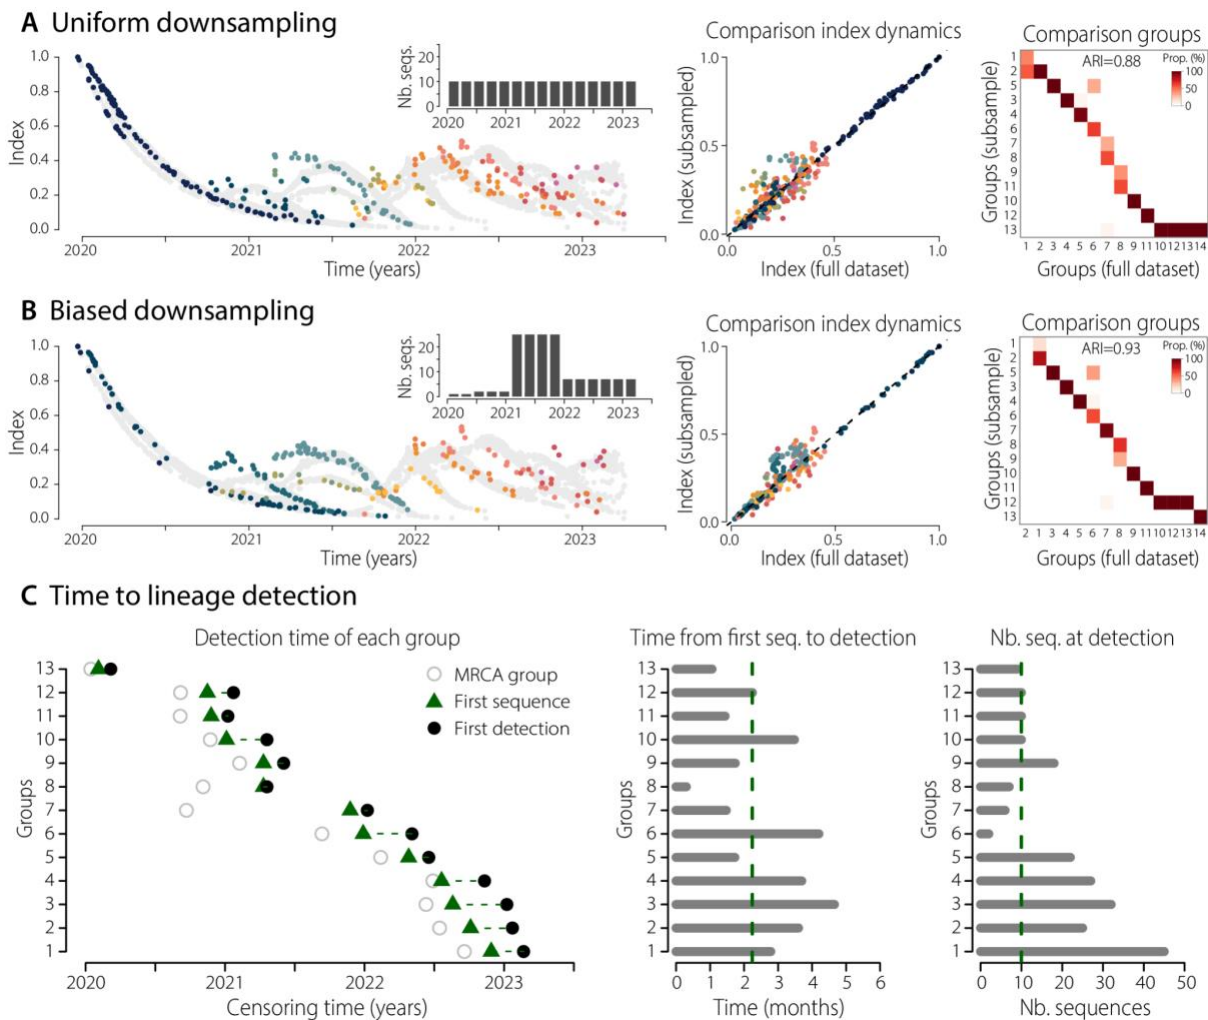 A Uniform downsampling
Comparison index dynamics
Comparison groups
ARI=0.88
Prop. (%)
100
50
0
Nb. seqs.
20
10
0
2020 2021 2022 2023
Index
1.0
0.8
0.6
0.4
0.2
0.0
2020 2021 2022 2023
Time (years)
Index (subsampled)
1.0
0.5
0.0
0.0 0.5 1.0
Index (full dataset)
Groups (subsample)
1
2
5
3
4
6
7
8
9
11
10
12
13
1 2 3 4 5 6 7 8 9 11 10 12 13 14
Groups (full dataset)
B Biased downsampling
Comparison index dynamics
Comparison groups
ARI=0.93
Prop. (%)
100
50
0
Nb. seqs.
20
10
0
2020 2021 2022 2023
Index
1.0
0.8
0.6
0.4
0.2
0.0
2020 2021 2022 2023
Time (years)
Index (subsampled)
1.0
0.5
0.0
0.0 0.5 1.0
Index (full dataset)
Groups (subsample)
1
2
5
3
4
6
7
8
9
10
11
12
13
2 1 3 4 5 6 7 8 9 11 10 12 13 14
Groups (full dataset)
C Time to lineage detection
Detection time of each group
MRCA group
First sequence
First detection
Groups
13
12
11
10
9
8
7
6
5
4
3
2
1
2020 2021 2022 2023
Censoring time (years)
Time from first seq. to detection
Groups
13
12
11
10
9
8
7
6
5
4
3
2
1
0 1 2 3 4 5 6
Time (months)
Nb. seq. at detection
Groups
13
12
11
10
9
8
7
6
5
4
3
2
1
0 10 20 30 40 50
Nb. sequences